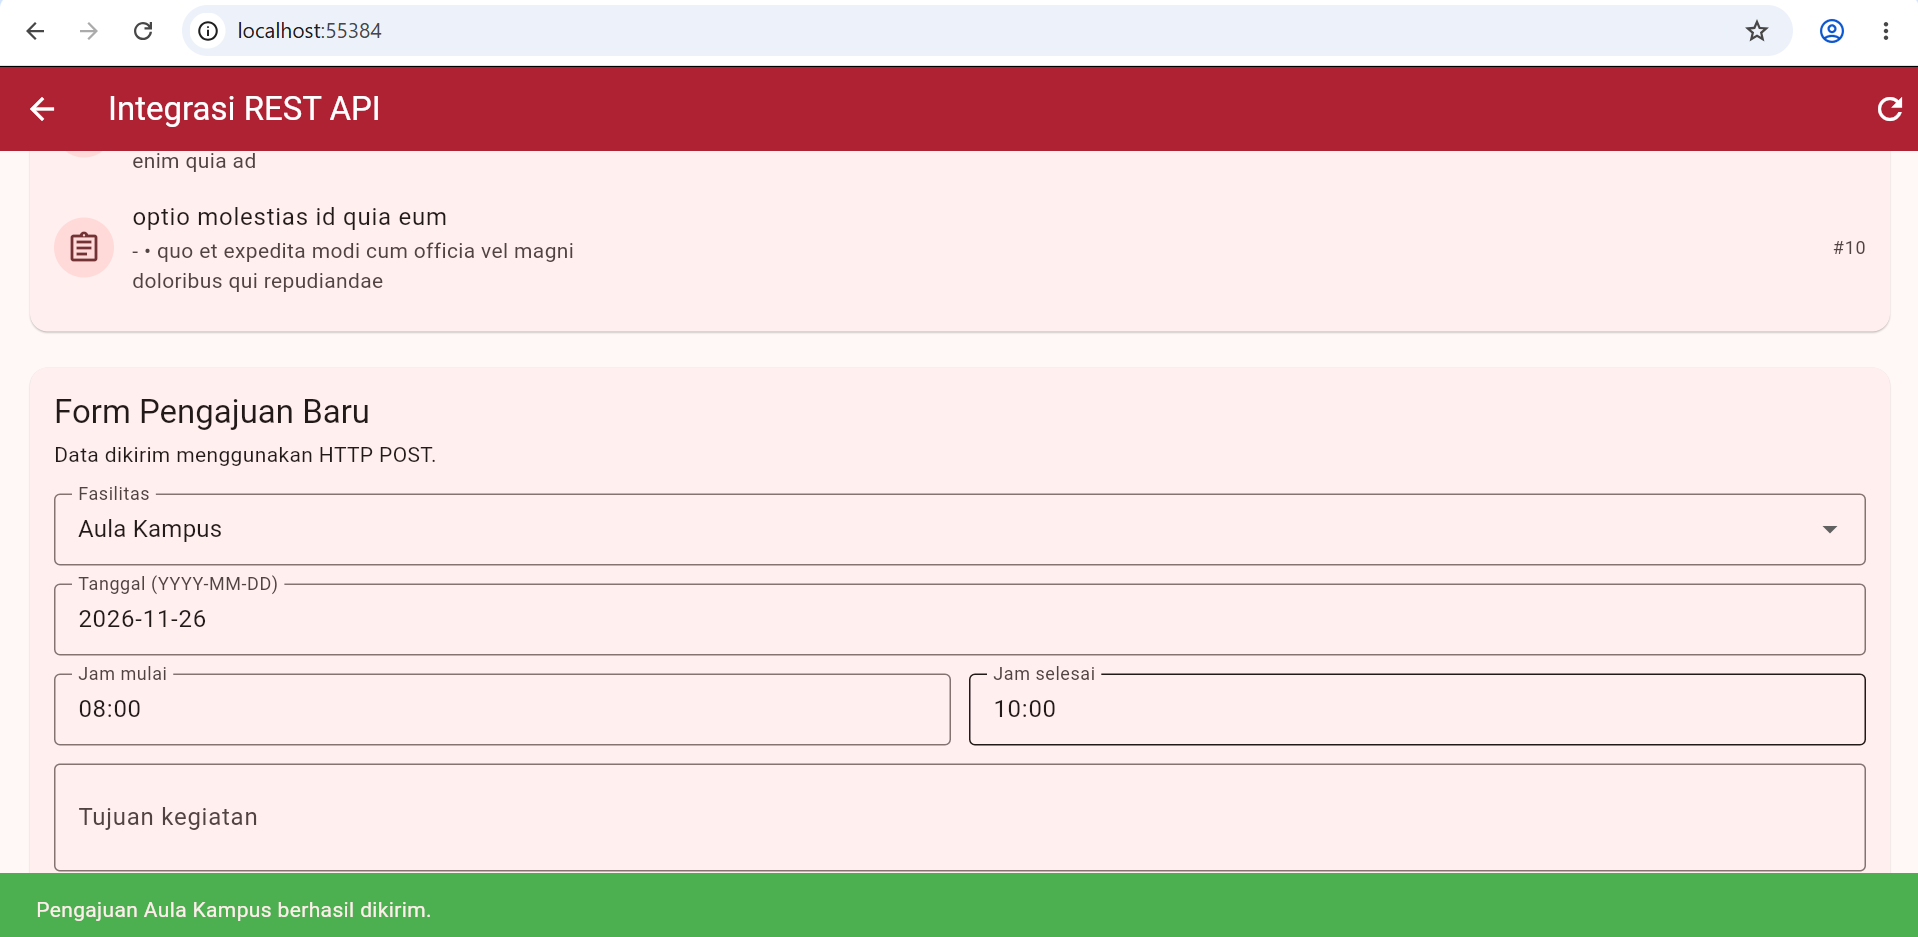 localhost:55384
Integrasi REST API
enim quia ad
optio molestias id quia eum
- • quo et expedita modi cum officia vel magni
doloribus qui repudiandae
#10
Form Pengajuan Baru
Data dikirim menggunakan HTTP POST.
Fasilitas
Aula Kampus
Tanggal (YYYY-MM-DD)
2026-11-26
Jam mulai
08:00
Jam selesai
10:00
Tujuan kegiatan
Pengajuan Aula Kampus berhasil dikirim.